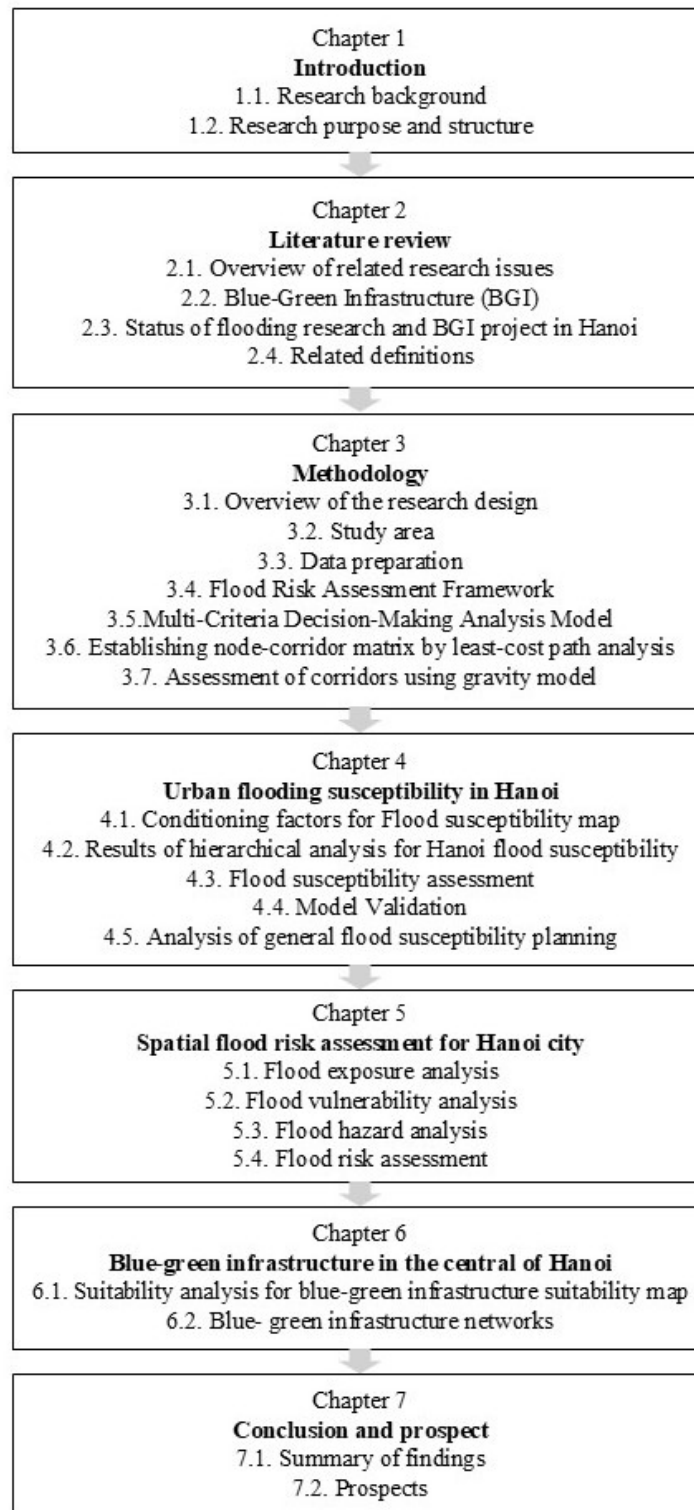 Chapter 1
Introduction
1.1. Research background
1.2. Research purpose and structure
Chapter 2
Literature review
2.1. Overview of related research issues
2.2. Blue-Green Infrastructure (BGI)
2.3. Status of flooding research and BGI project in Hanoi
2.4. Related definitions
Chapter 3
Methodology
3.1. Overview of the research design
3.2. Study area
3.3. Data preparation
3.4. Flood Risk Assessment Framework
3.5.Multi-Criteria Decision-Making Analysis Model
3.6. Establishing node-corridor matrix by least-cost path analysis
3.7. Assessment of corridors using gravity model
Chapter 4
Urban flooding susceptibility in Hanoi
4.1. Conditioning factors for Flood susceptibility map
4.2. Results of hierarchical analysis for Hanoi flood susceptibility
4.3. Flood susceptibility assessment
4.4. Model Validation
4.5. Analysis of general flood susceptibility planning
Chapter 5
Spatial flood risk assessment for Hanoi city
5.1. Flood exposure analysis
5.2. Flood vulnerability analysis
5.3. Flood hazard analysis
5.4. Flood risk assessment
Chapter 6
Blue-green infrastructure in the central of Hanoi
6.1. Suitability analysis for blue-green infrastructure suitability map
6.2. Blue- green infrastructure networks
Chapter 7
Conclusion and prospect
7.1. Summary of findings
7.2. Prospects